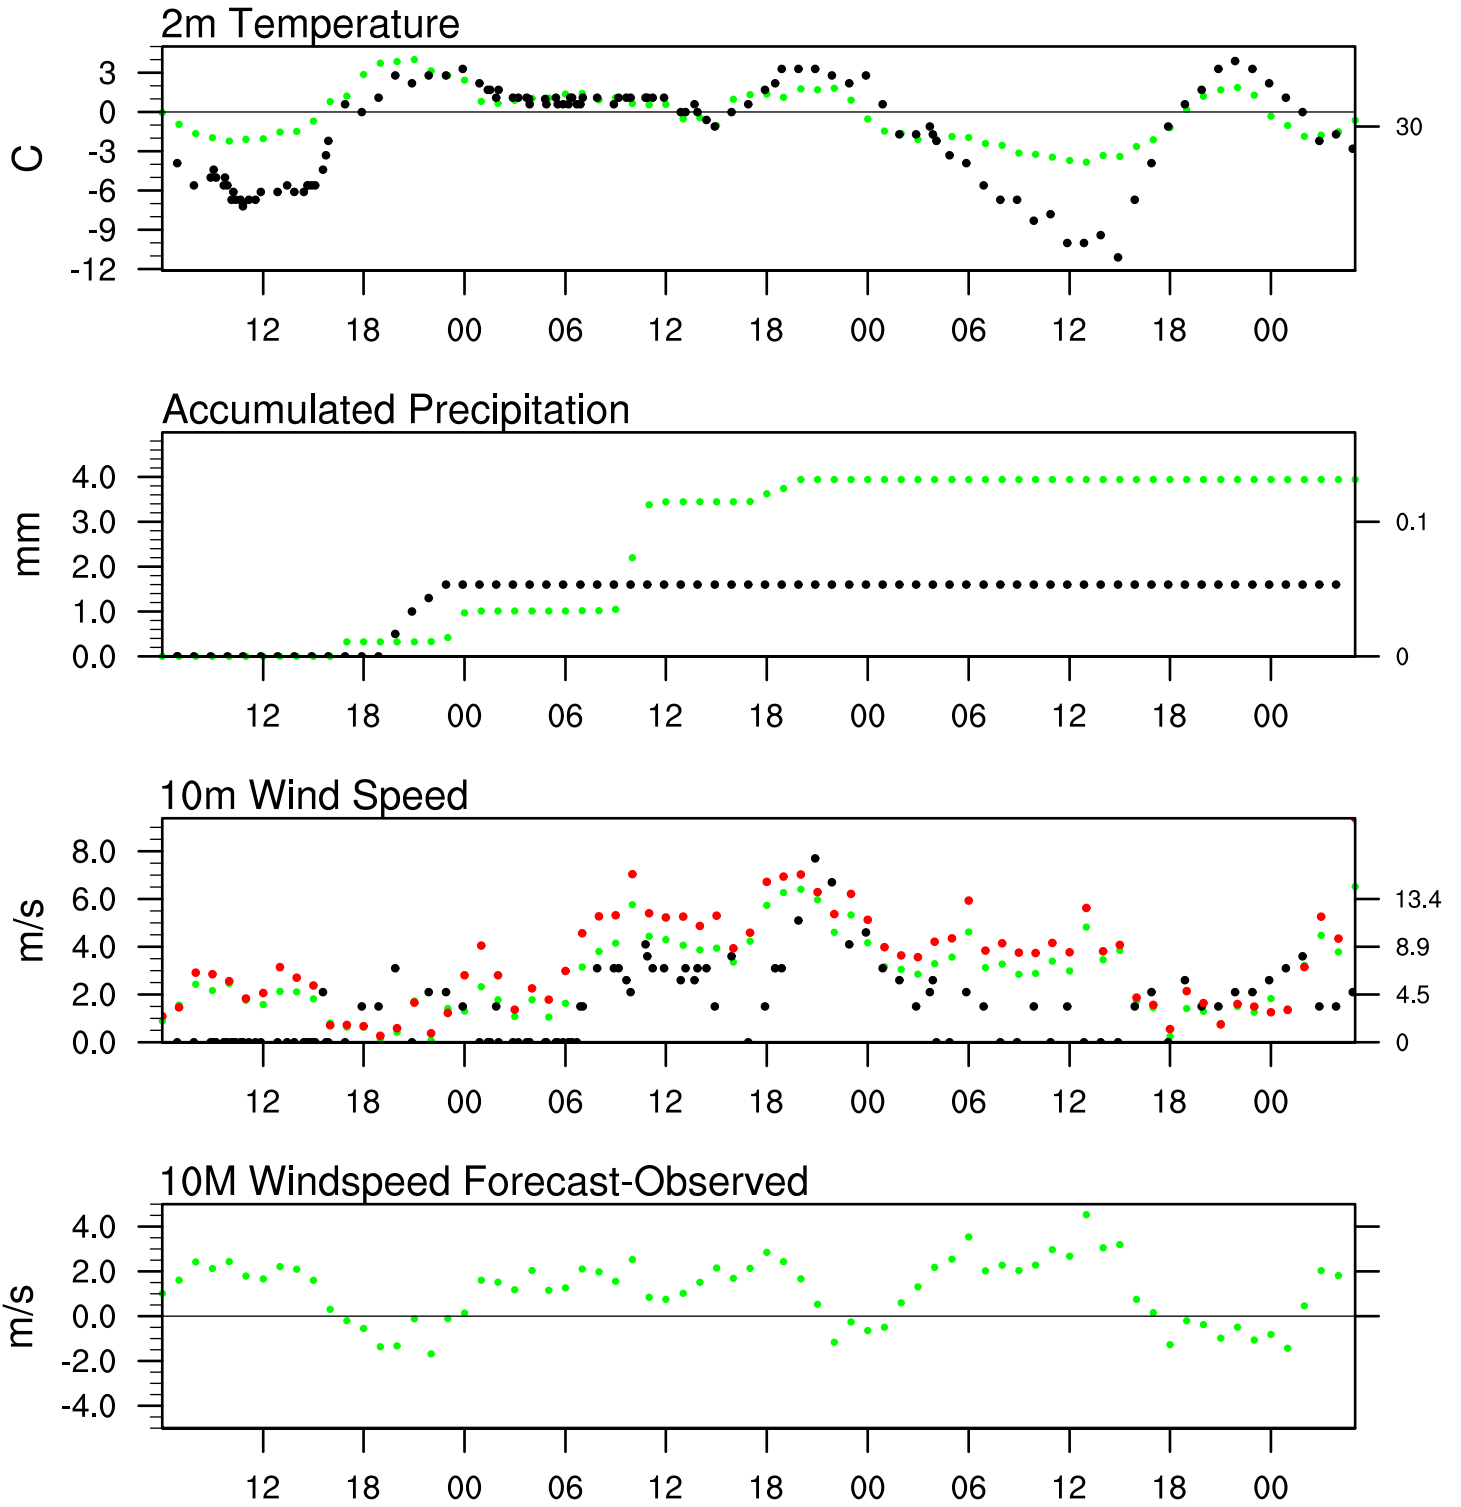 2m Temperature
3
0
-3
-6
-9
-12
C
30
12 18 00 06 12 18 00 06 12 18 00
Accumulated Precipitation
4.0
3.0
2.0
1.0
0.0
mm
0.1
0
12 18 00 06 12 18 00 06 12 18 00
10m Wind Speed
8.0
6.0
4.0
2.0
0.0
m/s
13.4
8.9
4.5
0
12 18 00 06 12 18 00 06 12 18 00
10M Windspeed Forecast-Observed
4.0
2.0
0.0
-2.0
-4.0
m/s
12 18 00 06 12 18 00 06 12 18 00